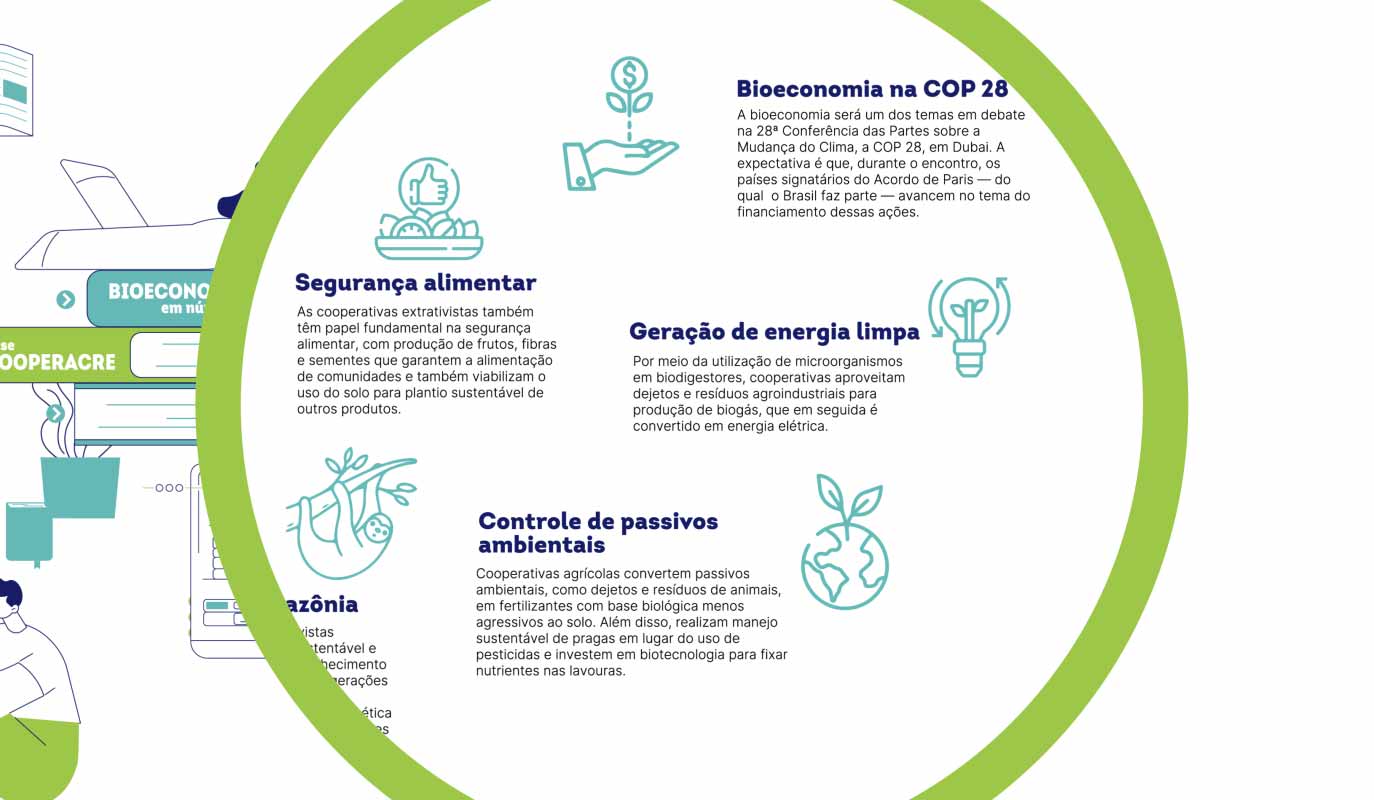 Bioeconomia na COP 28
A bioeconomia será um dos temas em debate
na 28ª Conferência das Partes sobre a
Mudança do Clima, a COP 28, em Dubai. A
expectativa é que, durante o encontro, os
países signatários do Acordo de Paris — do
qual o Brasil faz parte — avancem no tema do
financiamento dessas ações.
Segurança alimentar
As cooperativas extrativistas também
têm papel fundamental na segurança
alimentar, com produção de frutos, fibras
e sementes que garantem a alimentação
de comunidades e também viabilizam o
uso do solo para plantio sustentável de
outros produtos.
BIOECONO
em nú
se
OOPERACRE
Geração de energia limpa
Por meio da utilização de microorganismos
em biodigestores, cooperativas aproveitam
dejetos e resíduos agroindustriais para
produção de biogás, que em seguida é
convertido em energia elétrica.
Controle de passivos
ambientais
Cooperativas agrícolas convertem passivos
ambientais, como dejetos e resíduos de animais,
em fertilizantes com base biológica menos
agressivos ao solo. Além disso, realizam manejo
sustentável de pragas em lugar do uso de
pesticidas e investem em biotecnologia para fixar
nutrientes nas lavouras.
azônia
vistas
stentável e
hecimento
gerações
ética
es